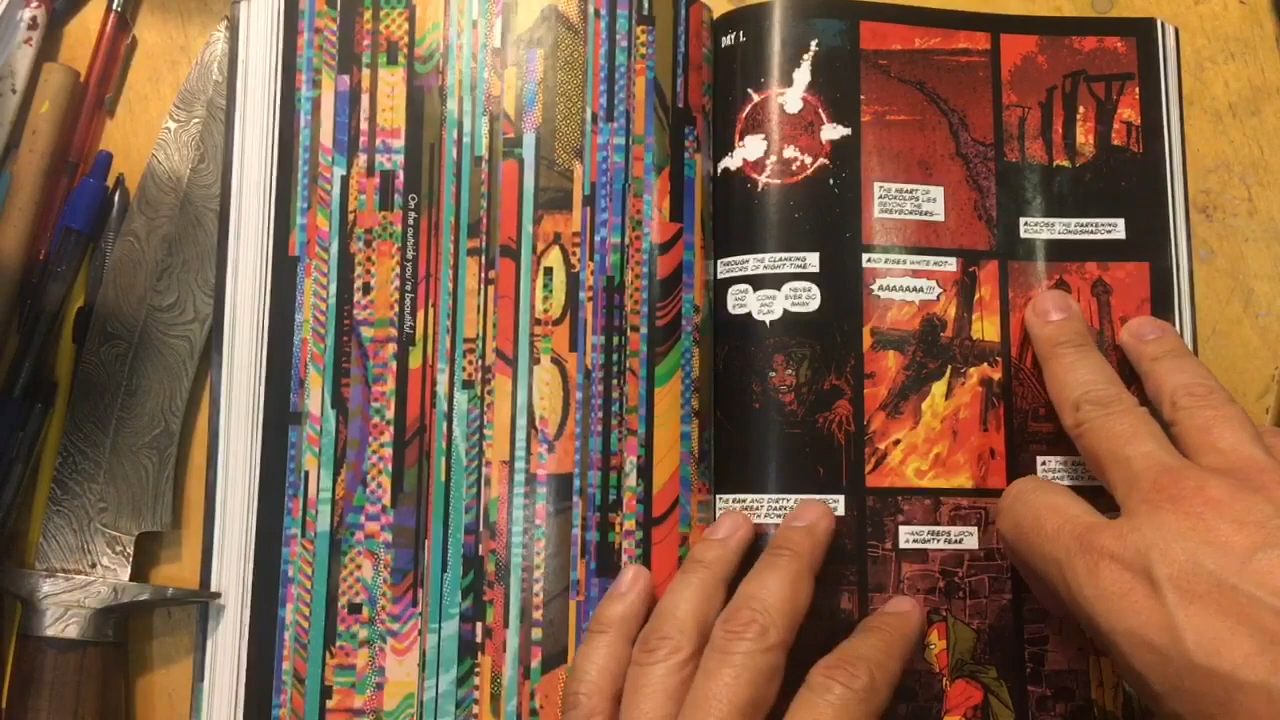 On the outside you're beautiful...
DAY 1.
THE HEART OF
APOKOLIPS LIES
BEYOND THE
GREYBORDERS—
ACROSS THE DARKENING
ROAD TO LONGSHADOW!—
THROUGH THE CLANKING
HORRORS OF NIGHT-TIME!—
COME
AND
STAY
COME
AND
PLAY
NEVER
EVER GO
AWAY
AND RISES WHITE HOT—
AAAAAAA!!!
AT THE
INFERNOS
PLANETARY
THE RAW AND DIRTY FROM
WHICH GREAT
—AND FEEDS UPON
A MIGHTY FEAR.